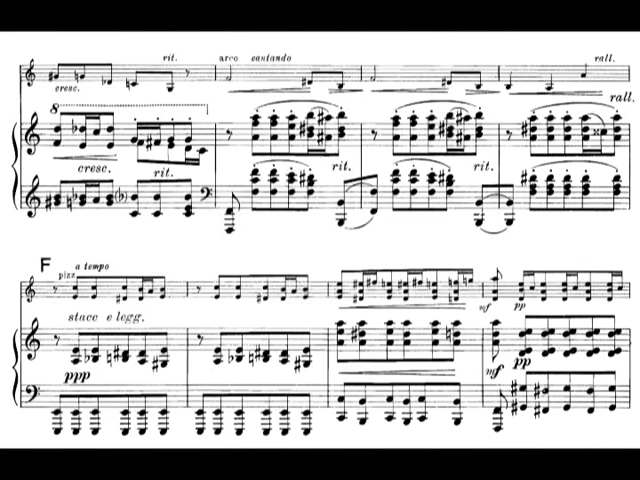 rit.
arco cantando
rall.
cresc.
8
rall.
cresc.
rit.
rit.
rit.
F
pizz.
a tempo
stacc e legg.
mf
pp
ppp
mf
pp